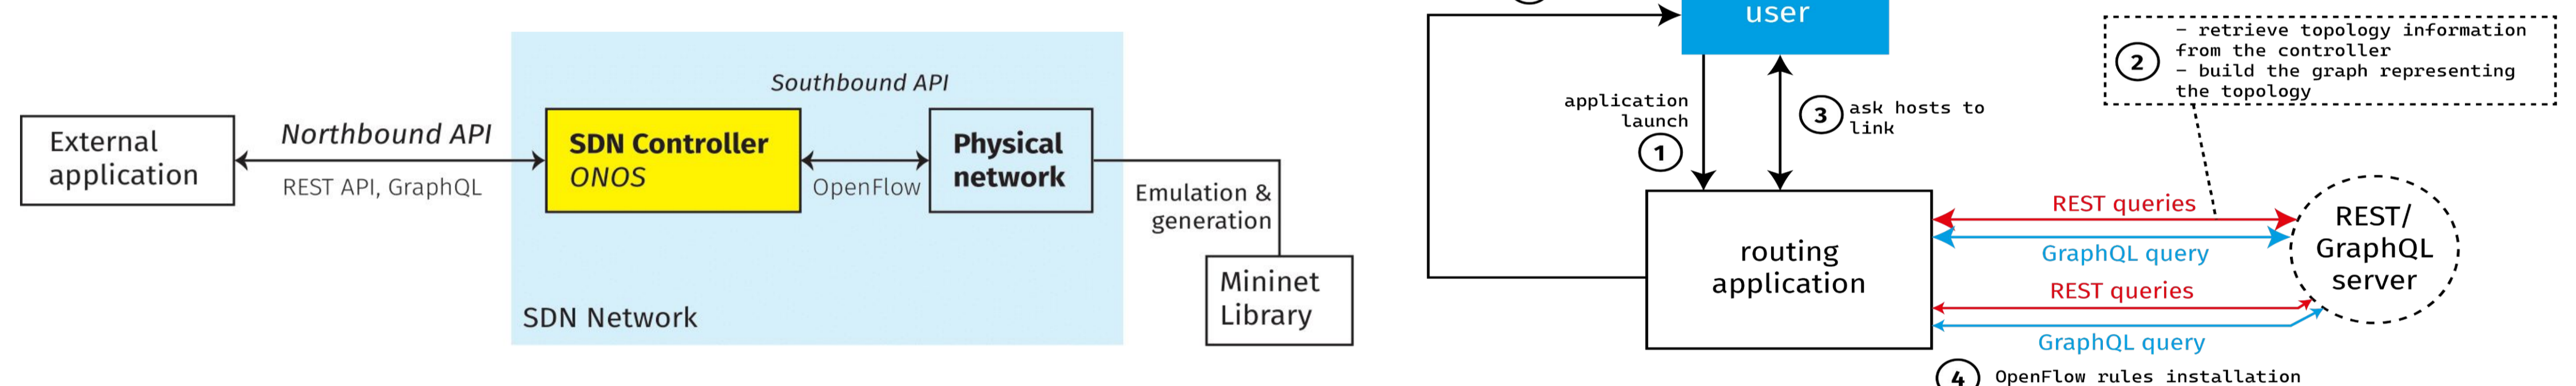 External
application
Northbound API
REST API, GraphQL
Southbound API
SDN Controller
ONOS
OpenFlow
Physical
network
SDN Network
Emulation &
generation
Mininet
Library
user
application
launch
1
3
ask hosts to
link
2
– retrieve topology information
from the controller
– build the graph representing
the topology
routing
application
REST queries
GraphQL query
REST queries
GraphQL query
REST/
GraphQL
server
4
OpenFlow rules installation